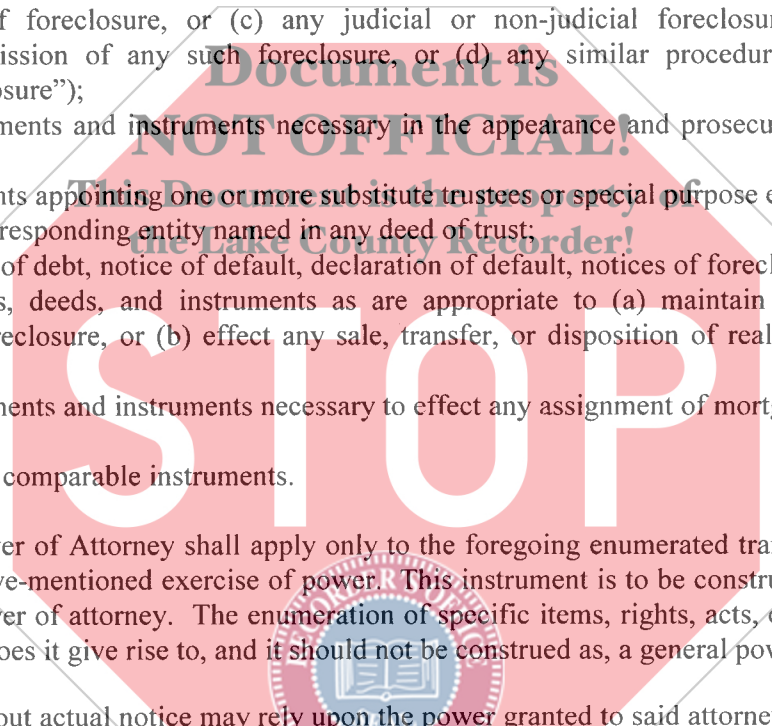 f foreclosure, or (c) any judicial or non-judicial foreclosu
ission of any such foreclosure, or (d) any similar procedur
Document is
osure”);
ments and instruments necessary in the appearance and prosecu
NOT OFFICIAL!
nts appointing one or more substitute trustees or special purpose e
This Document is the property of
responding entity named in any deed of trust;
the Lake County Recorder!
of debt, notice of default, declaration of default, notices of forecl
s, deeds, and instruments as are appropriate to (a) maintain
reclosure, or (b) effect any sale, transfer, or disposition of real
STOP
ments and instruments necessary to effect any assignment of mortg
comparable instruments.
er of Attorney shall apply only to the foregoing enumerated tra
ve-mentioned exercise of power. This instrument is to be constru
er of attorney. The enumeration of specific items, rights, acts,
oes it give rise to, and it should not be construed as, a general pow
out actual notice may rely upon the power granted to said attorne